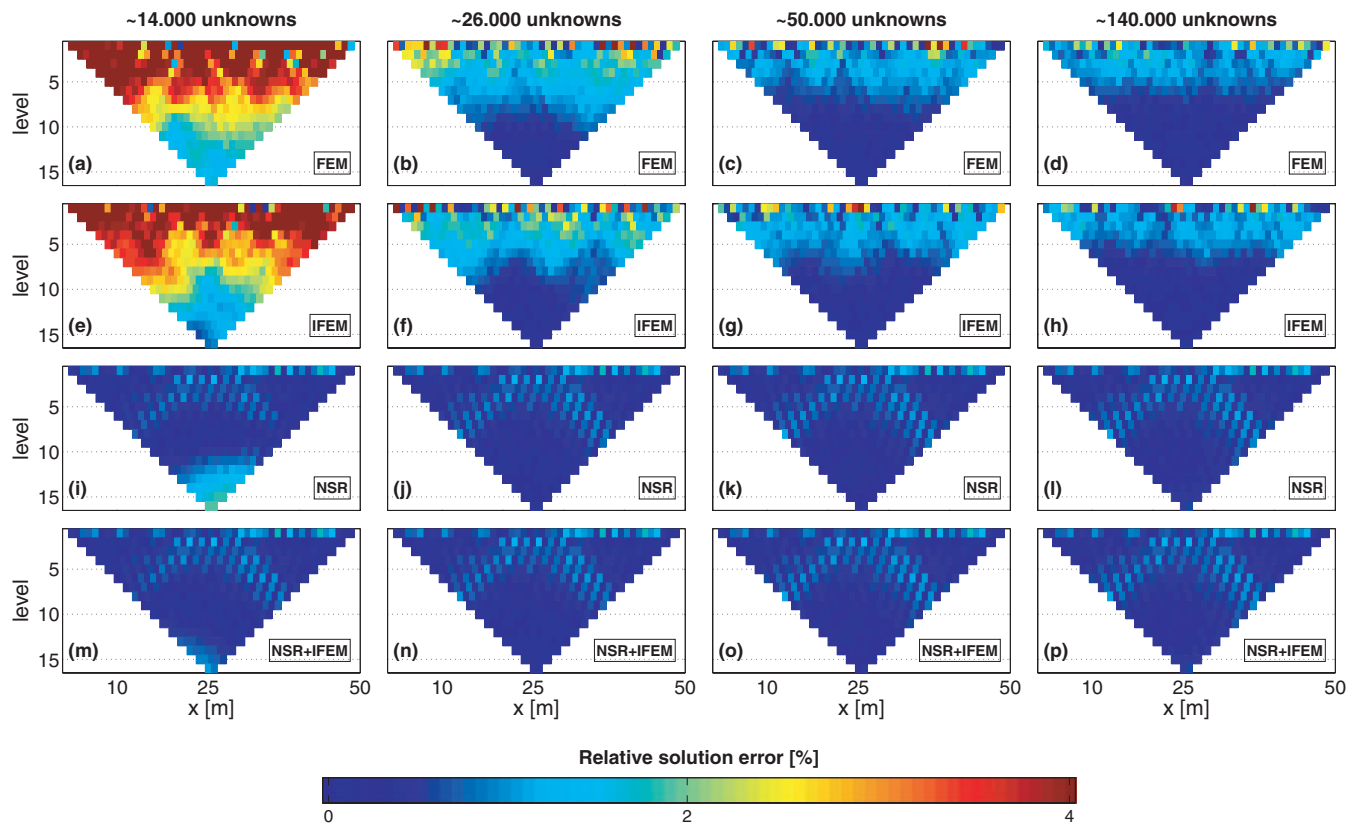 ~14.000 unknowns ~26.000 unknowns ~50.000 unknowns ~140.000 unknowns
level
5
10
15
(a) FEM (b) FEM (c) FEM (d) FEM
level
5
10
15
(e) IFEM (f) IFEM (g) IFEM (h) IFEM
level
5
10
15
(i) NSR (j) NSR (k) NSR (l) NSR
level
5
10
15
(m) NSR+IFEM (n) NSR+IFEM (o) NSR+IFEM (p) NSR+IFEM
10 25 50 10 25 50 10 25 50 10 25 50
x [m] x [m] x [m] x [m]
Relative solution error [%]
0 2 4